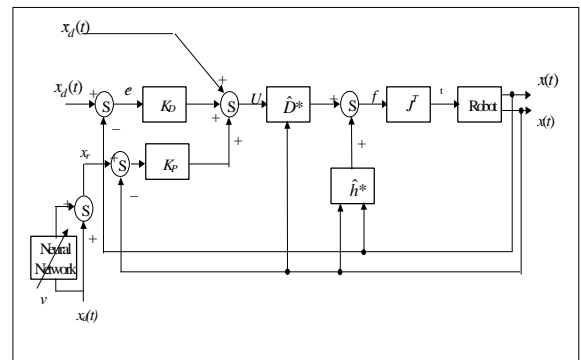 x_d(t)
x_d(t) + S e K_D + + S U D̂* + S f J^T t Robot x(t)
x(t)
−
+
+
x_r + S K_P
−
ĥ*
+ S
+
Neural
Network
v
x_d(t)